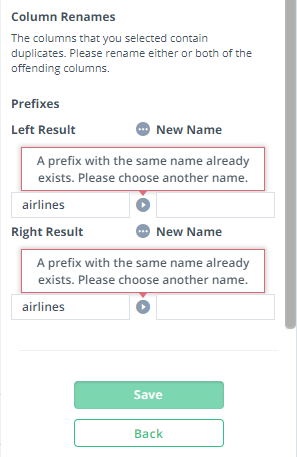 Column Renames
The columns that you selected contain
duplicates. Please rename either or both of the
offending columns.
Prefixes
Left Result New Name
A prefix with the same name already
exists. Please choose another name.
airlines
Right Result New Name
A prefix with the same name already
exists. Please choose another name.
airlines
Save
Back